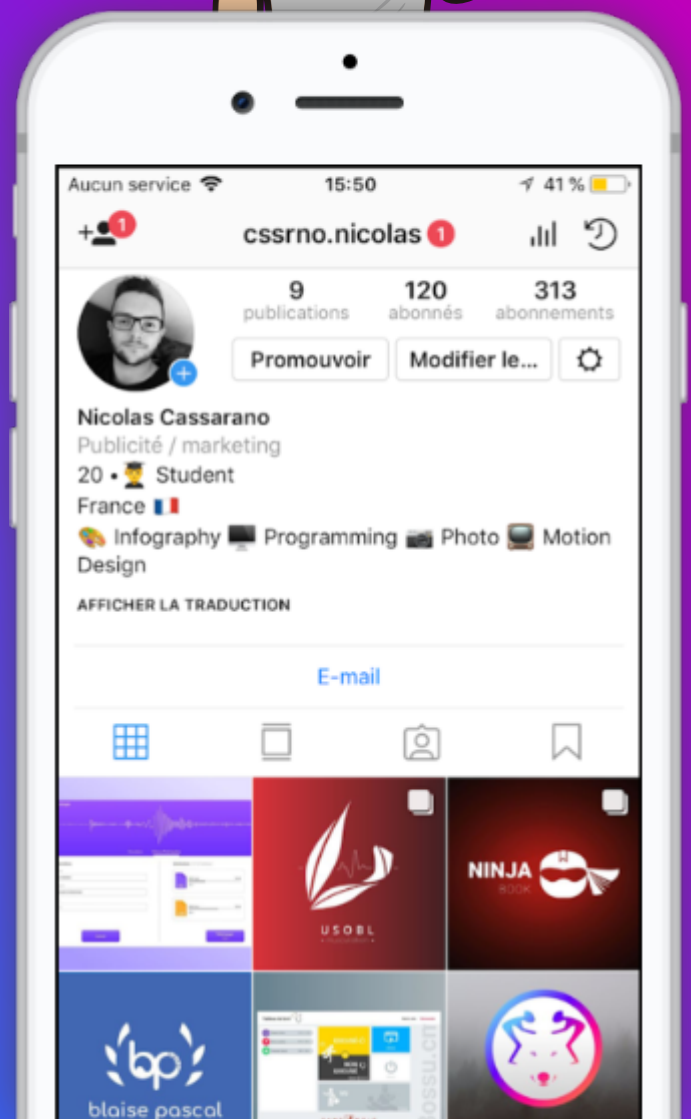 Aucun service 15:50 41 %
1 cssrno.nicolas 1
9 120 313
publications abonnés abonnements
Promouvoir Modifier le...
Nicolas Cassarano
Publicité / marketing
20 • Student
France
Infography Programming Photo Motion
Design
AFFICHER LA TRADUCTION
E-mail
USOBL
NINJA
BOOK
bp
blaise pascal